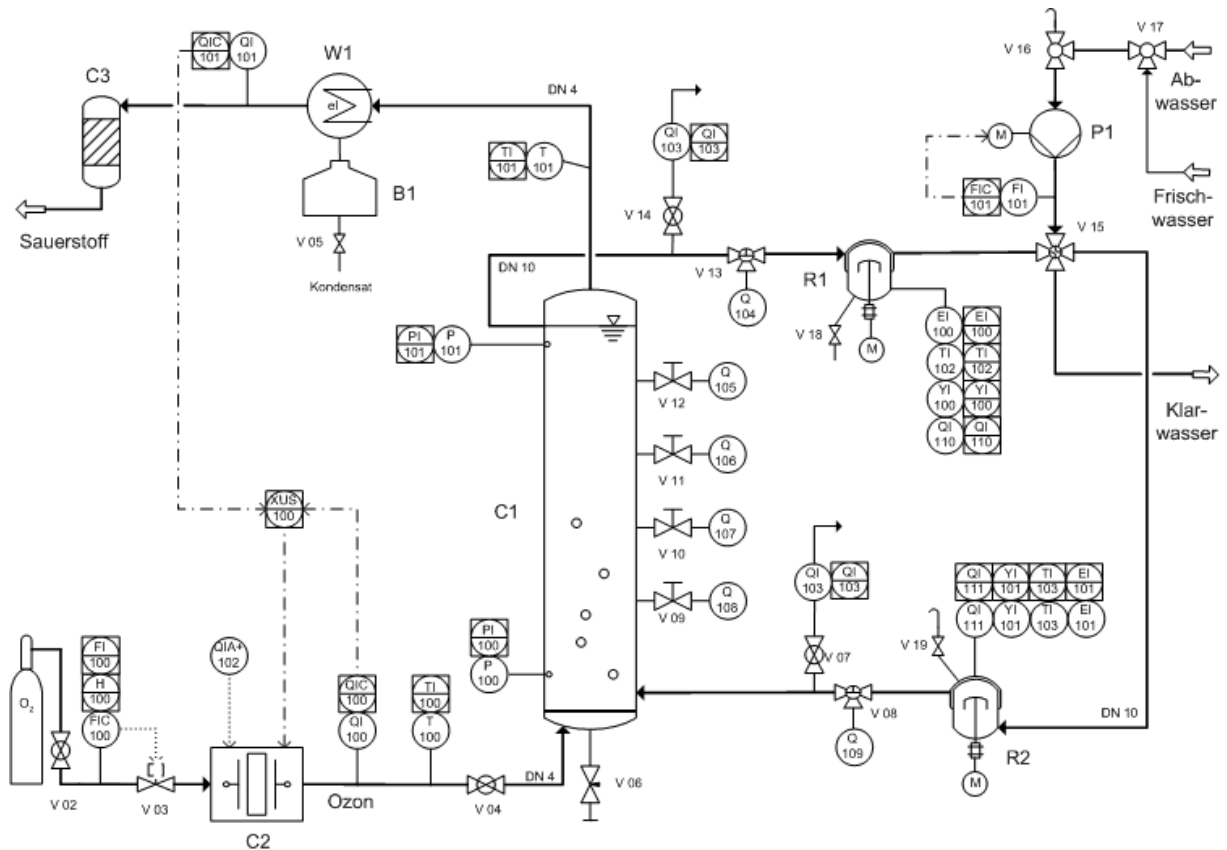 QIC
101
QI
101
W1
el
C3
DN 4
V 16
V 17
Ab-
wasser
P1
M
FIC
101
FI
101
Frisch-
wasser
B1
V 05
Kondensat
Sauerstoff
TI
101
T
101
QI
103
QI
103
V 14
V 15
DN 10
V 13
Q
104
R1
V 18
M
EI
100
EI
100
TI
102
TI
102
YI
100
YI
100
QI
110
QI
110
Klar-
wasser
PI
101
P
101
Q
105
V 12
Q
106
V 11
C1
Q
107
V 10
Q
108
V 09
XUS
100
QI
103
QI
103
V 07
QI
111
YI
101
TI
103
EI
101
QI
111
YI
101
TI
103
EI
101
V 19
PI
100
P
100
O2
FI
100
H
100
FIC
100
QIA+
102
QIC
100
QI
100
TI
100
T
100
V 08
Q
109
DN 10
R2
M
V 02
V 03
C2
Ozon
V 04
DN 4
V 06